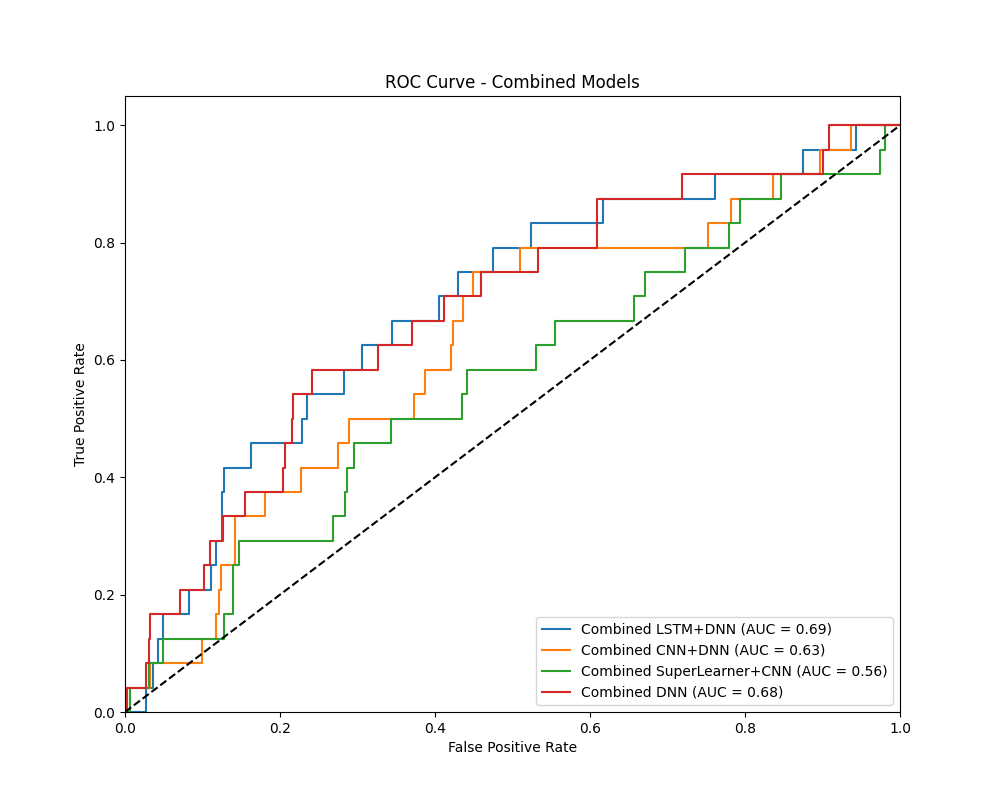 ROC Curve - Combined Models
True Positive Rate
1.0
0.8
0.6
0.4
0.2
0.0
0.0 0.2 0.4 0.6 0.8 1.0
False Positive Rate
Combined LSTM+DNN (AUC = 0.69)
Combined CNN+DNN (AUC = 0.63)
Combined SuperLearner+CNN (AUC = 0.56)
Combined DNN (AUC = 0.68)